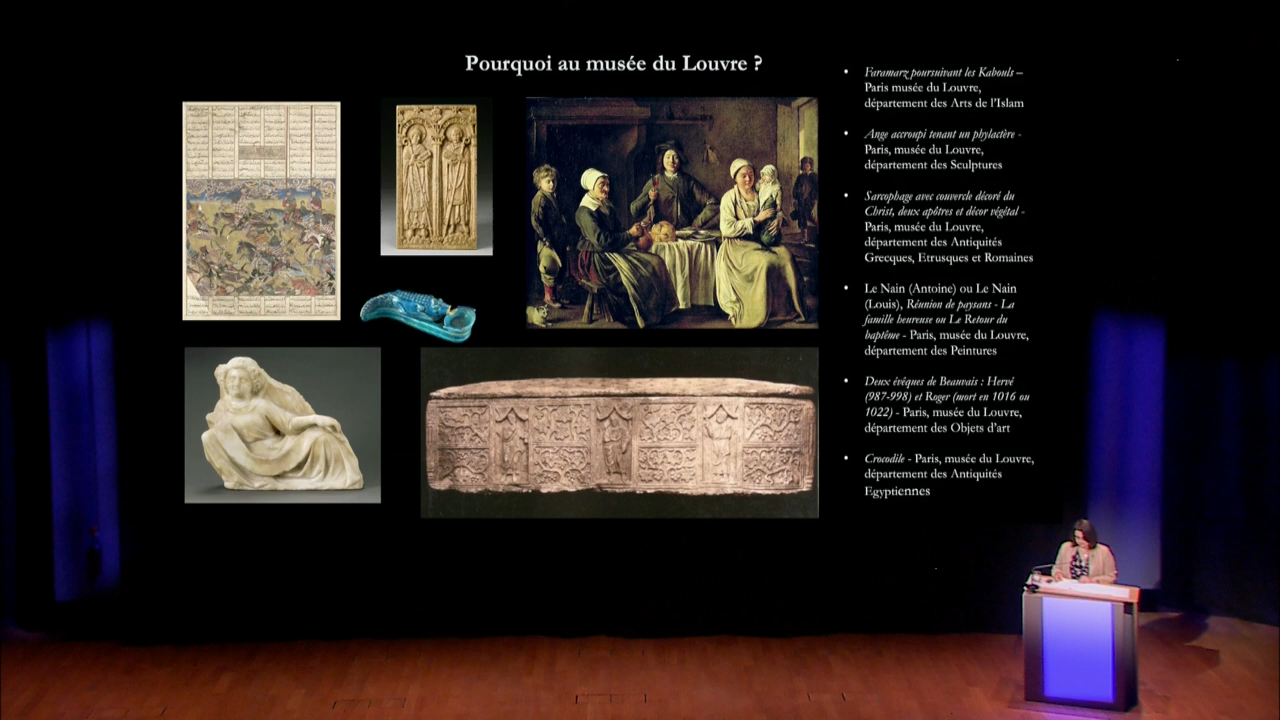 Pourquoi au musée du Louvre ?
• Faramarz poursuivant les Kabouls –
Paris musée du Louvre,
département des Arts de l'Islam
• Ange accroupi tenant un phylactère -
Paris, musée du Louvre,
département des Sculptures
• Sarcophage avec couvercle décoré du
Christ, deux apôtres et décor végétal -
Paris, musée du Louvre,
département des Antiquités
Grecques, Etrusques et Romaines
• Le Nain (Antoine) ou Le Nain
(Louis), Réunion de paysans - La
famille heureuse ou Le Retour du
baptême - Paris, musée du Louvre,
département des Peintures
• Deux évéques de Beauvais : Hervé
(987-998) et Roger (mort en 1016 ou
1022) - Paris, musée du Louvre,
département des Objets d'art
• Crocodile - Paris, musée du Louvre,
département des Antiquités
Egyptiennes